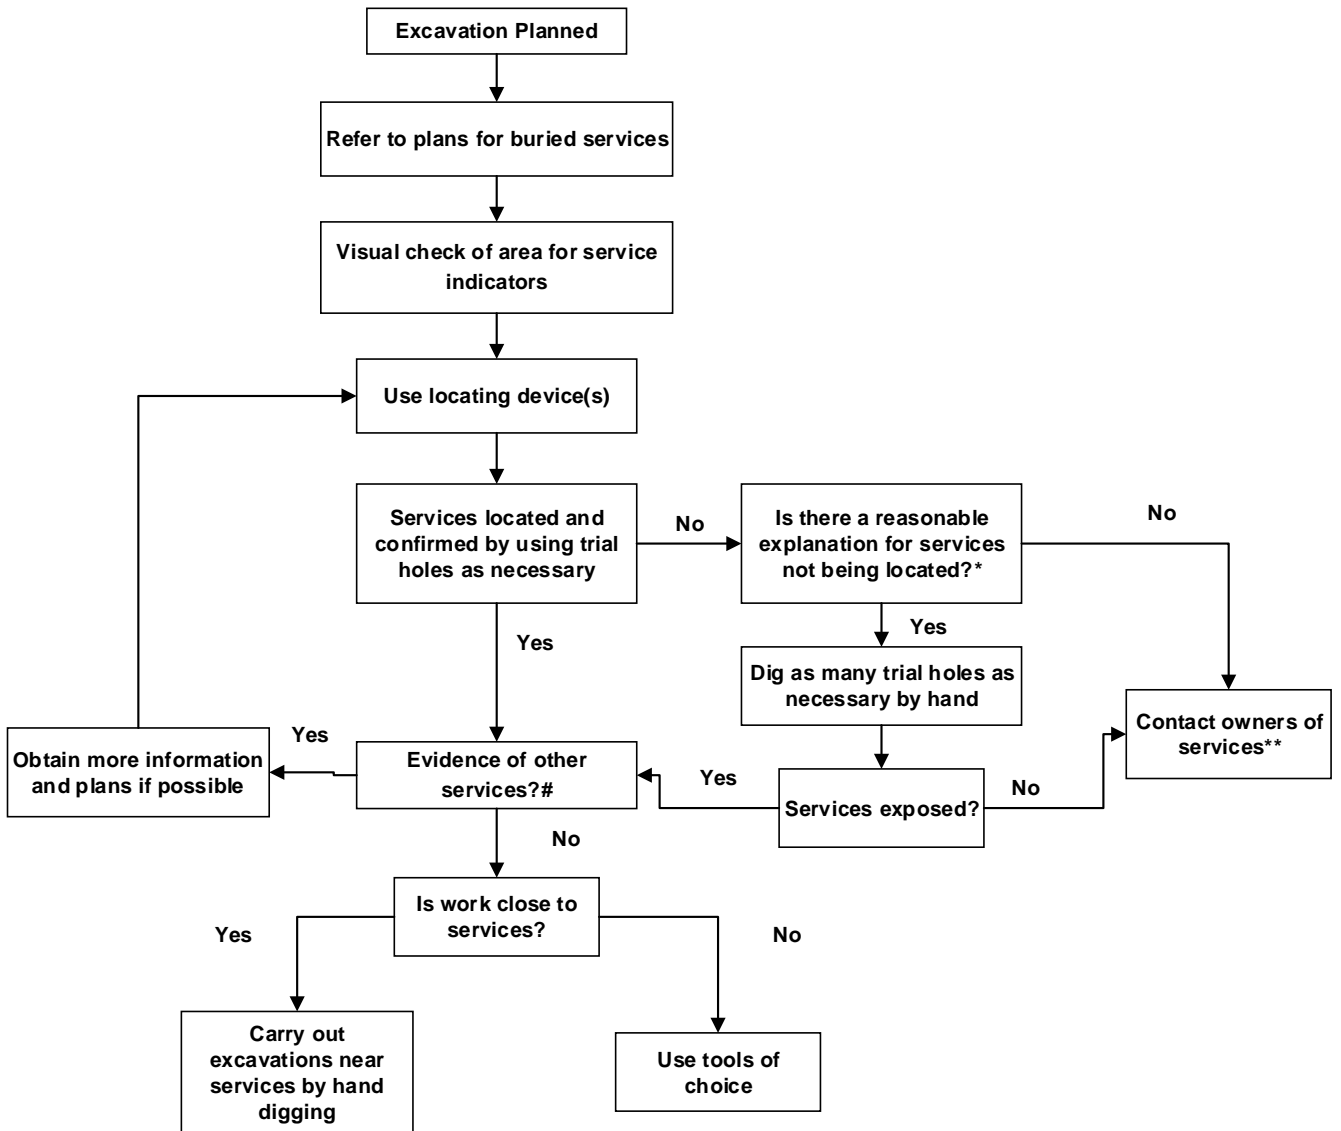 Excavation Planned
Refer to plans for buried services
Visual check of area for service
indicators
Use locating device(s)
Services located and
confirmed by using trial
holes as necessary
No
Is there a reasonable
explanation for services
not being located?*
No
Yes
Yes
Dig as many trial holes as
necessary by hand
Contact owners of
services**
Obtain more information
and plans if possible
Yes
Evidence of other
services?#
Yes
Services exposed?
No
No
Is work close to
services?
Yes
No
Carry out
excavations near
services by hand
digging
Use tools of
choice